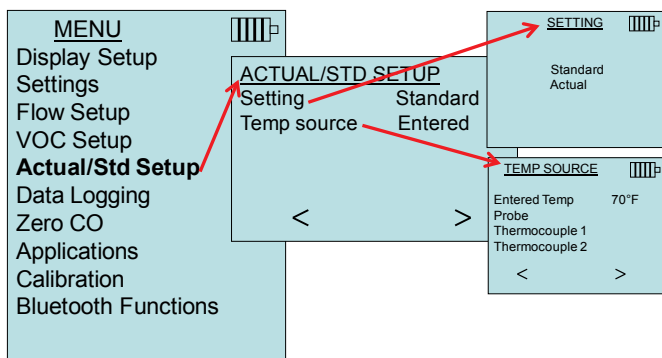 MENU
Display Setup
Settings
Flow Setup
VOC Setup
Actual/Std Setup
Data Logging
Zero CO
Applications
Calibration
Bluetooth Functions
ACTUAL/STD SETUP
Setting Standard
Temp source Entered
< >
SETTING
Standard
Actual
TEMP SOURCE
Entered Temp 70°F
Probe
Thermocouple 1
Thermocouple 2
< >